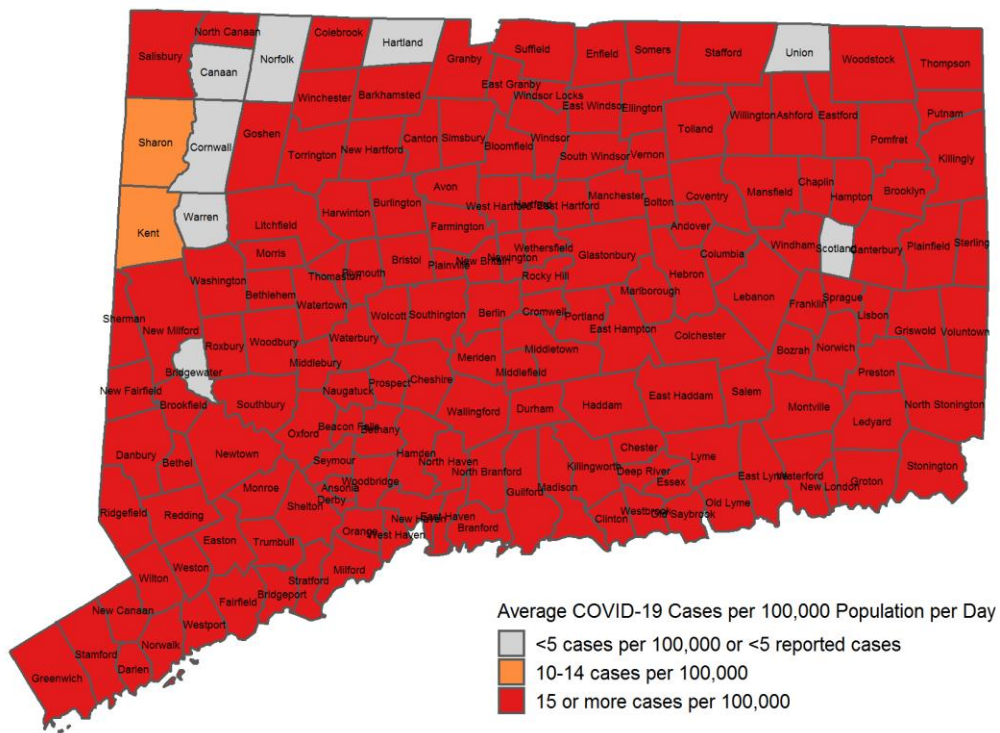 North Canaan
Colebrook
Hartland
Suffield
Enfield
Somers
Stafford
Union
Woodstock
Thompson
Salisbury
Canaan
Norfolk
Granby
East Granby
Windsor Locks
Winchester
Barkhamsted
East Windsor
Ellington
Willington
Ashford
Eastford
Putnam
Sharon
Cornwall
Goshen
Torrington
New Hartford
Canton
Simsbury
Bloomfield
Windsor
South Windsor
Vernon
Tolland
Pomfret
Killingly
Kent
Warren
Litchfield
Harwinton
Burlington
Avon
West Hartford
Hartford
East Hartford
Manchester
Bolton
Coventry
Mansfield
Chaplin
Hampton
Brooklyn
Morris
Farmington
Andover
Washington
Bethlehem
Thomaston
Plymouth
Bristol
Plainville
New Britain
Newington
Wethersfield
Rocky Hill
Glastonbury
Hebron
Columbia
Windham
Scotland
Canterbury
Plainfield
Sterling
Sherman
New Milford
Roxbury
Woodbury
Watertown
Waterbury
Wolcott
Southington
Berlin
Cromwell
Portland
Marlborough
East Hampton
Colchester
Lebanon
Franklin
Sprague
Lisbon
Griswold
Voluntown
Bridgewater
Middlebury
Meriden
Middletown
Middlefield
Bozrah
Norwich
Preston
New Fairfield
Brookfield
Southbury
Naugatuck
Prospect
Cheshire
Wallingford
Durham
Haddam
East Haddam
Salem
Montville
Ledyard
North Stonington
Danbury
Bethel
Newtown
Oxford
Beacon Falls
Bethany
Seymour
Hamden
North Haven
North Branford
Killingworth
Chester
Deep River
Essex
Lyme
East Lyme
Waterford
New London
Groton
Stonington
Ridgefield
Redding
Monroe
Shelton
Ansonia
Derby
Woodbridge
New Haven
East Haven
Branford
Guilford
Madison
Clinton
Westbrook
Old Saybrook
Old Lyme
Easton
Trumbull
Orange
West Haven
Milford
Wilton
Weston
Fairfield
Bridgeport
Stratford
New Canaan
Westport
Norwalk
Greenwich
Stamford
Darien
Average COVID-19 Cases per 100,000 Population per Day
<5 cases per 100,000 or <5 reported cases
10-14 cases per 100,000
15 or more cases per 100,000